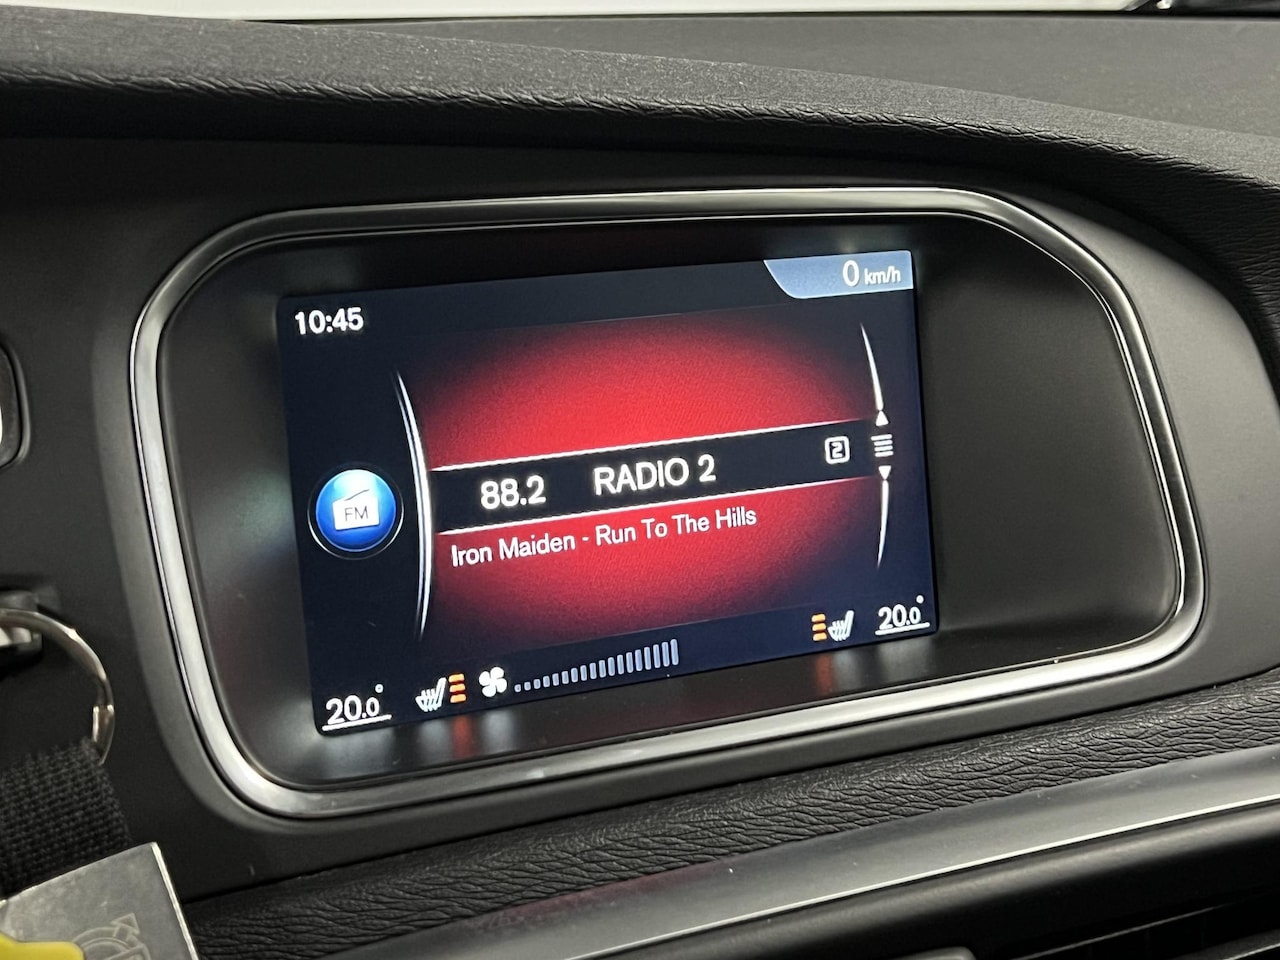 0 km/h
10:45
88.2 RADIO 2 2
FM
Iron Maiden - Run To The Hills
20.0°
20.0°